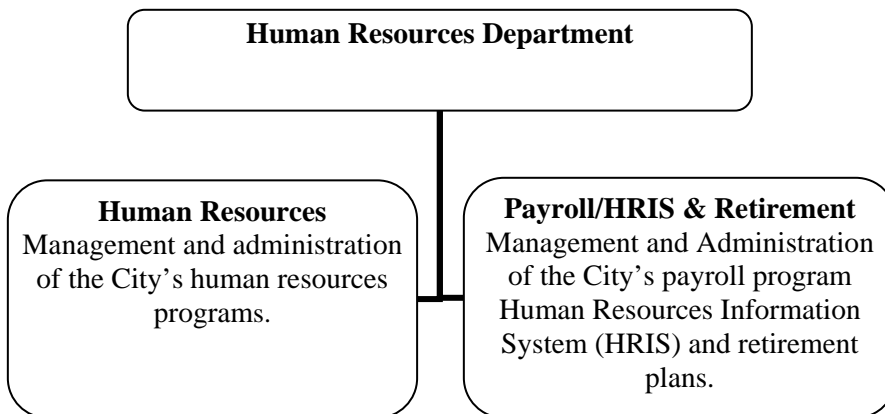 Human Resources Department
Human Resources
Management and administration
of the City’s human resources
programs.
Payroll/HRIS & Retirement
Management and Administration
of the City’s payroll program
Human Resources Information
System (HRIS) and retirement
plans.